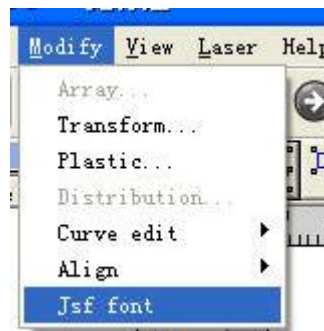 Modify View Laser Help
Array...
Transform...
Plastic...
Distribution...
Curve edit
Align
Jsf font